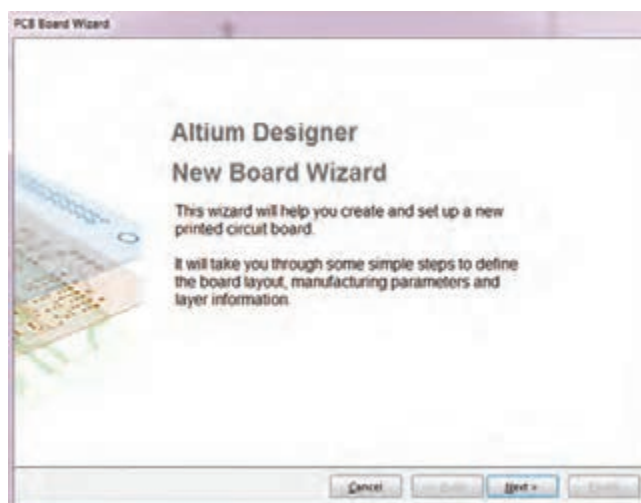 PCB Board Wizard
Altium Designer
New Board Wizard
This wizard will help you create and set up a new
printed circuit board.
It will take you through some simple steps to define
the board layout, manufacturing parameters and
layer information
Cancel
Next >